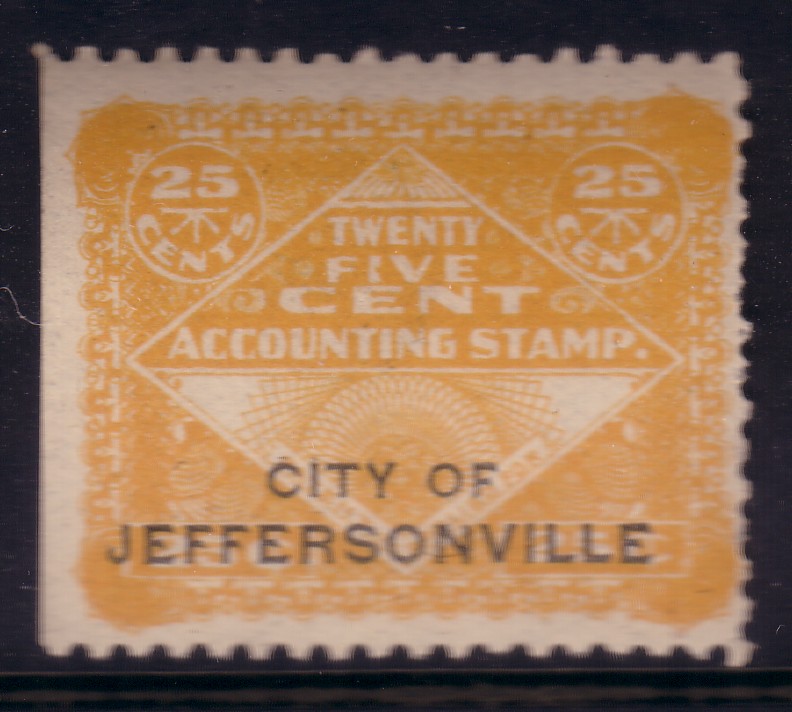 25 CENTS
25 CENTS
TWENTY
FIVE
CENT
ACCOUNTING STAMP.
CITY OF
JEFFERSONVILLE